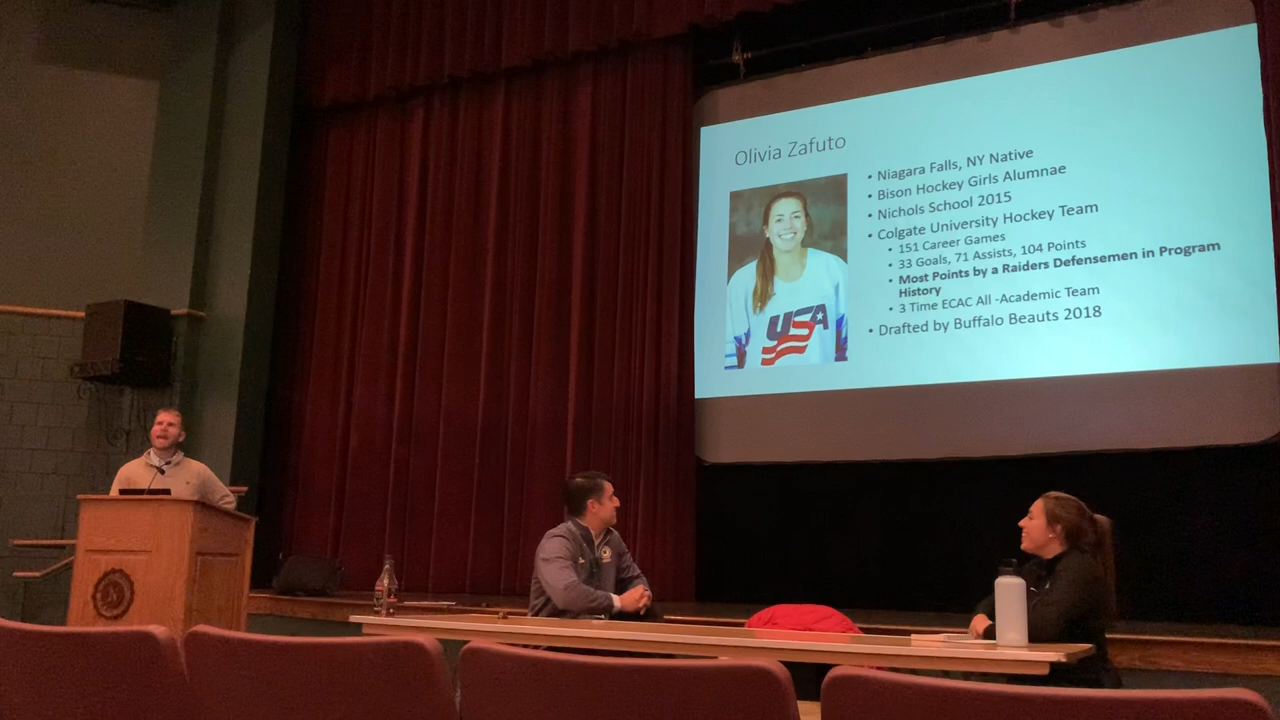 Olivia Zafuto
• Niagara Falls, NY Native
• Bison Hockey Girls Alumnae
• Nichols School 2015
• Colgate University Hockey Team
• 151 Career Games
• 33 Goals, 71 Assists, 104 Points
• Most Points by a Raiders Defensemen in Program
History
• 3 Time ECAC All -Academic Team
• Drafted by Buffalo Beauts 2018
USA
N